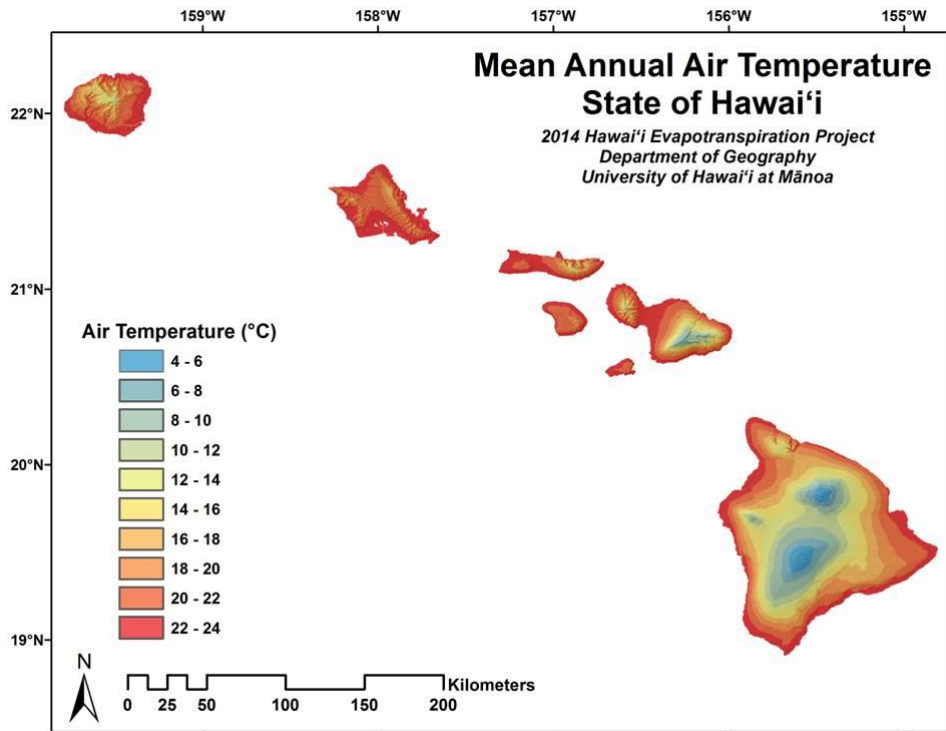 159°W 158°W 157°W 156°W 155°W
Mean Annual Air Temperature
State of Hawai‘i
2014 Hawai‘i Evapotranspiration Project
Department of Geography
University of Hawai‘i at Mānoa
22°N
21°N
20°N
19°N
Air Temperature (°C)
4 - 6
6 - 8
8 - 10
10 - 12
12 - 14
14 - 16
16 - 18
18 - 20
20 - 22
22 - 24
N
Kilometers
0 25 50 100 150 200